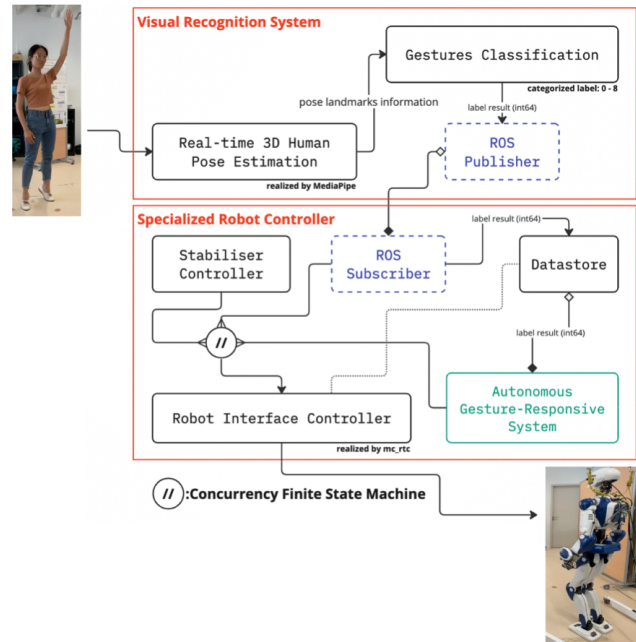 Visual Recognition System
Gestures Classification
categorized label: 0 - 8
pose landmarks information
label result (int64)
Real-time 3D Human
Pose Estimation
realized by MediaPipe
ROS
Publisher
Specialized Robot Controller
label result (int64)
Stabiliser
Controller
ROS
Subscriber
Datastore
//
label result (int64)
Robot Interface Controller
realized by mc_rtc
Autonomous
Gesture-Responsive
System
// :Concurrency Finite State Machine